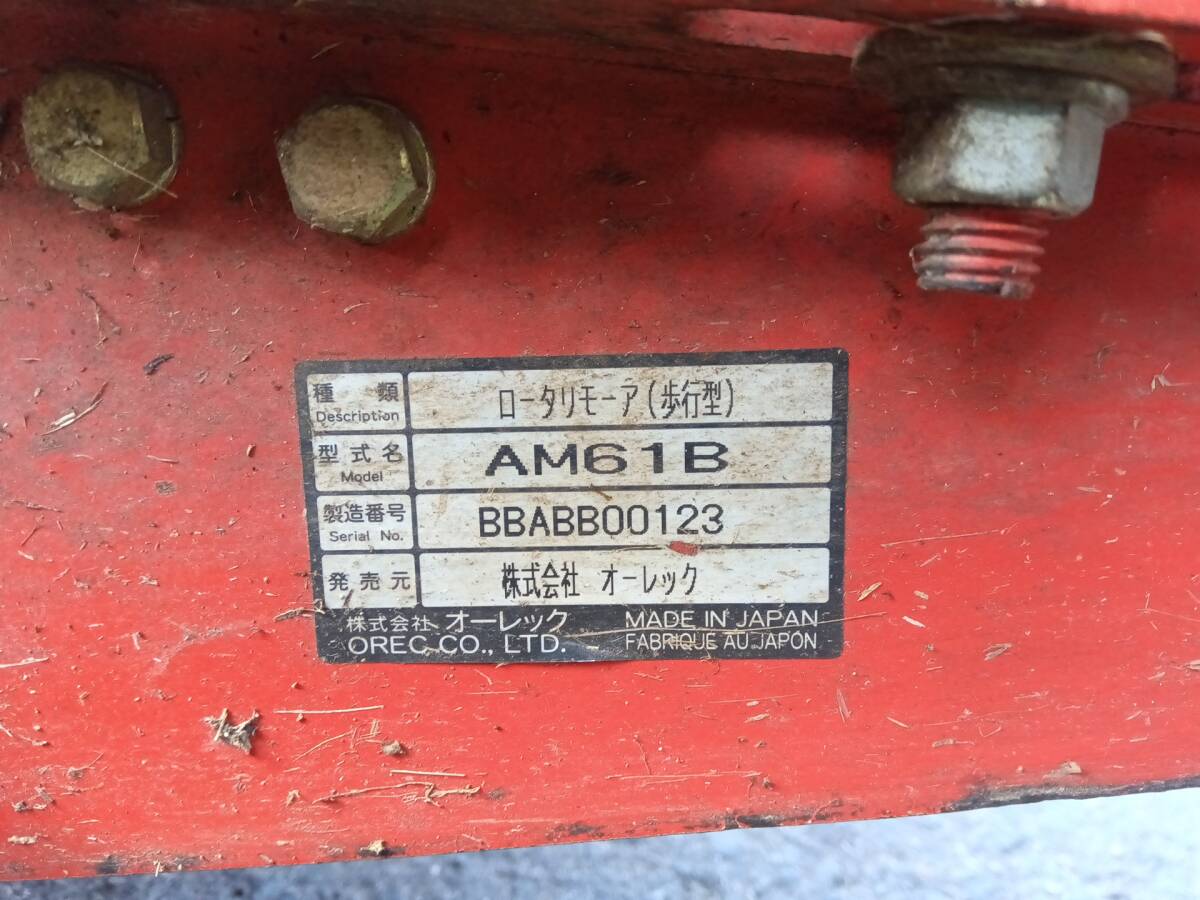 種類 ロータリモーア(歩行型)
Description
型式名 AM61B
Model
製造番号 BBABB00123
Serial No.
発売元 株式会社 オーレック
株式会社 オーレック MADE IN JAPAN
OREC CO., LTD. FABRIQUE AU JAPON